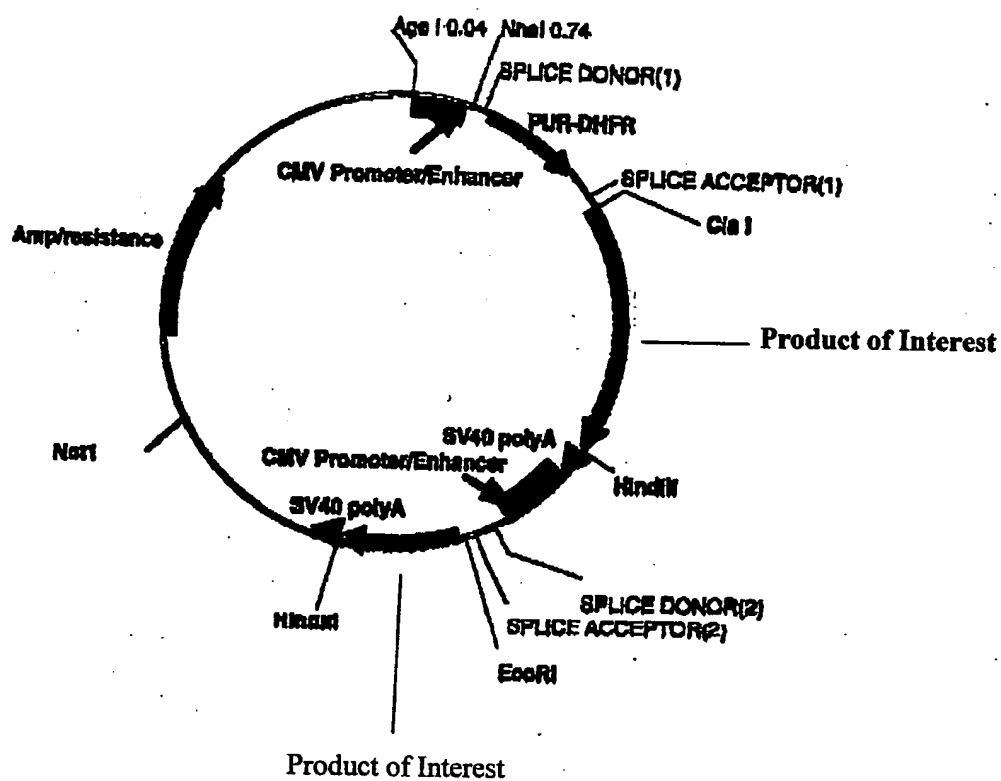 Age I 0.04 NheI 0.74
SPLICE DONOR(1)
PUR-DHFR
CMV Promoter/Enhancer
SPLICE ACCEPTOR(1)
Cla I
Amp/resistance
Product of Interest
SV40 polyA
CMV Promoter/Enhancer
Not1
HindIII
SV40 polyA
SPLICE DONOR(2)
HindIII
SPLICE ACCEPTOR(2)
EcoRI
Product of Interest